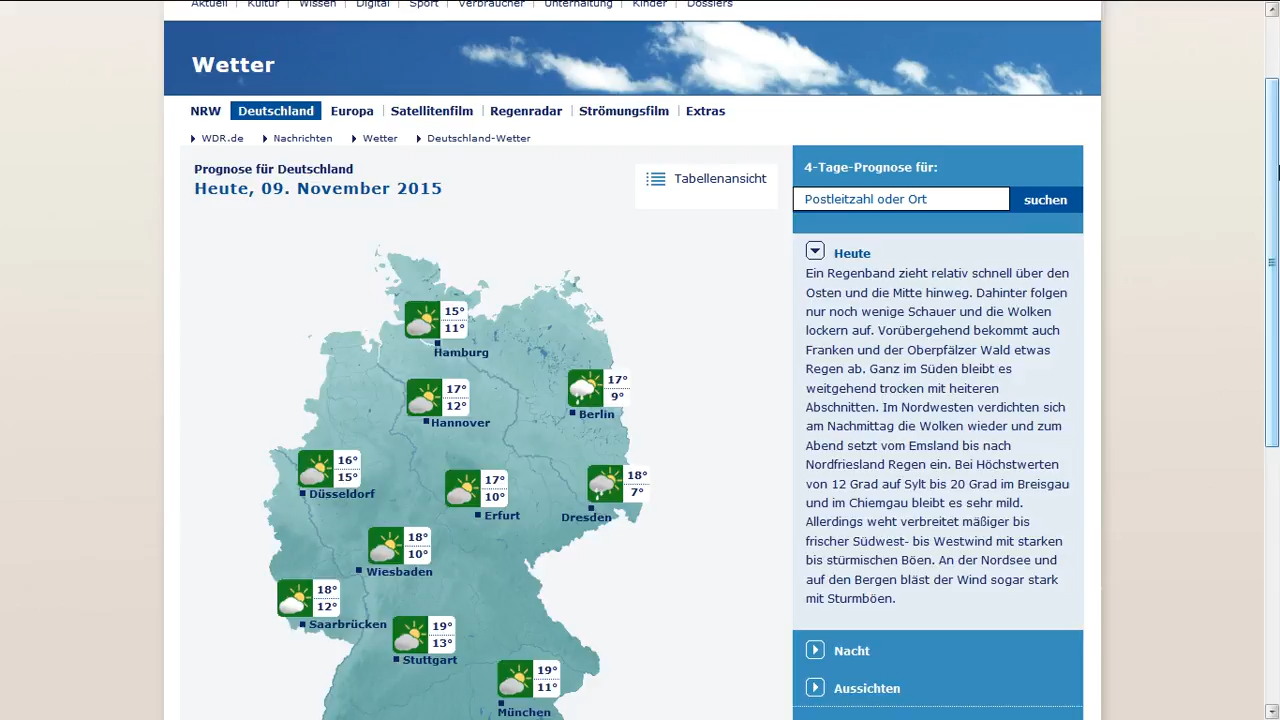 Aktuell Kultur Wissen Digital Sport Verbraucher Unterhaltung Kinder Dossiers
Wetter
NRW Deutschland Europa Satellitenfilm Regenradar Strömungsfilm Extras
WDR.de Nachrichten Wetter Deutschland-Wetter
Prognose für Deutschland
Heute, 09. November 2015
Tabellenansicht
15°
11°
Hamburg
17°
12°
Hannover
17°
9°
Berlin
16°
15°
Düsseldorf
17°
10°
Erfurt
18°
7°
Dresden
18°
10°
Wiesbaden
18°
12°
Saarbrücken
19°
13°
Stuttgart
19°
11°
München
4-Tage-Prognose für:
Postleitzahl oder Ort suchen
Heute
Ein Regenband zieht relativ schnell über den
Osten und die Mitte hinweg. Dahinter folgen
nur noch wenige Schauer und die Wolken
lockern auf. Vorübergehend bekommt auch
Franken und der Oberpfälzer Wald etwas
Regen ab. Ganz im Süden bleibt es
weitgehend trocken mit heiteren
Abschnitten. Im Nordwesten verdichten sich
am Nachmittag die Wolken wieder und zum
Abend setzt vom Emsland bis nach
Nordfriesland Regen ein. Bei Höchstwerten
von 12 Grad auf Sylt bis 20 Grad im Breisgau
und im Chiemgau bleibt es sehr mild.
Allerdings weht verbreitet mäßiger bis
frischer Südwest- bis Westwind mit starken
bis stürmischen Böen. An der Nordsee und
auf den Bergen bläst der Wind sogar stark
mit Sturmböen.
Nacht
Aussichten